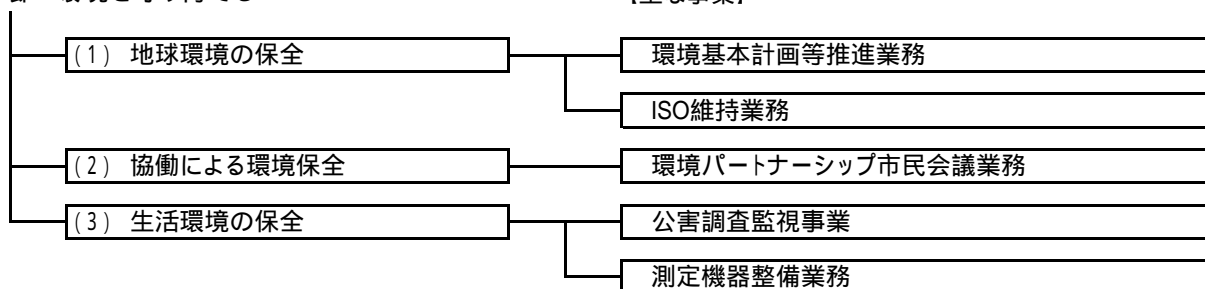 (1) 地球環境の保全
環境基本計画等推進業務
ISO維持業務
(2) 協働による環境保全
環境パートナーシップ市民会議業務
(3) 生活環境の保全
公害調査監視事業
測定機器整備業務